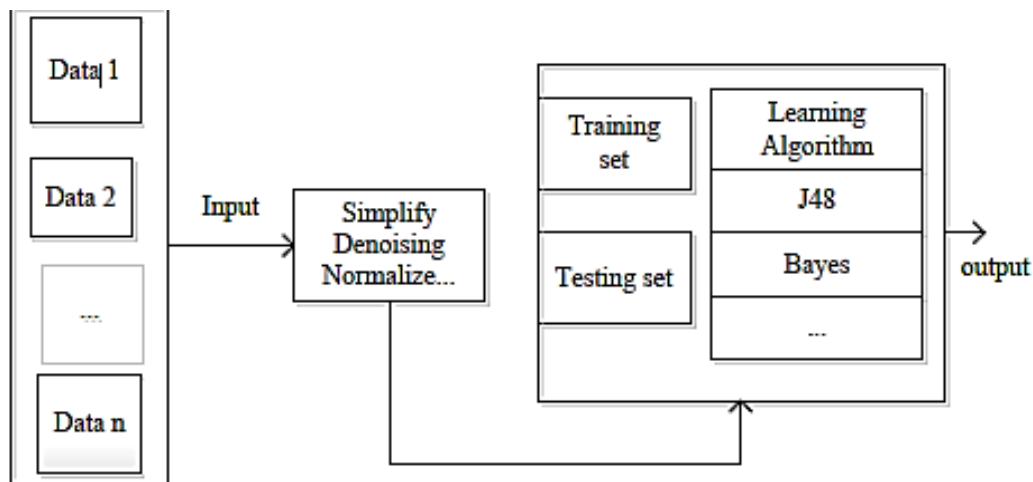 Data 1
Data 2
...
Data n
Input
Simplify
Denoising
Normalize...
Training
set
Testing set
Learning
Algorithm
J48
Bayes
...
output